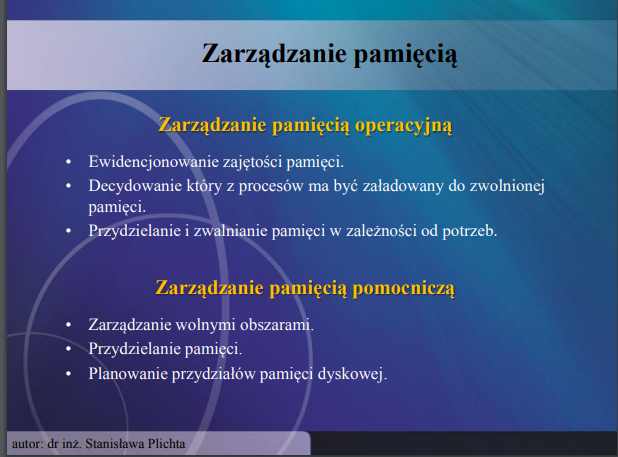 Zarządzanie pamięcią
Zarządzanie pamięcią operacyjną
• Ewidencjonowanie zajętości pamięci.
• Decydowanie który z procesów ma być załadowany do zwolnionej
pamięci.
• Przydzielanie i zwalnianie pamięci w zależności od potrzeb.
Zarządzanie pamięcią pomocniczą
• Zarządzanie wolnymi obszarami.
• Przydzielanie pamięci.
• Planowanie przydziałów pamięci dyskowej.
autor: dr inż. Stanisława Plichta